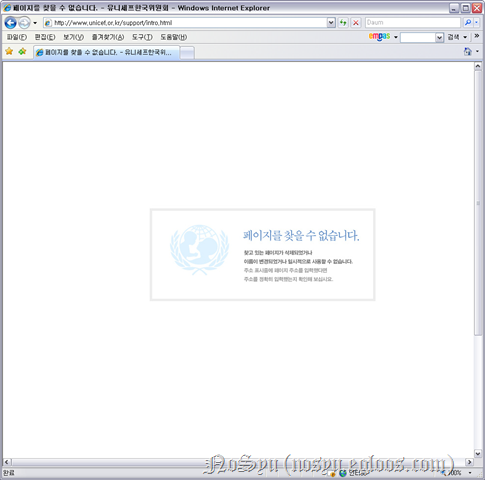 페이지를 찾을 수 없습니다. - 유니세프한국위원회 - Windows Internet Explorer
http://www.unicef.or.kr/support/intro.html
Daum
파일(F) 편집(E) 보기(V) 즐겨찾기(A) 도구(T) 도움말(H)
empas 검색
페이지를 찾을 수 없습니다. - 유니세프한국위...
페이지를 찾을 수 없습니다.
찾고 있는 페이지가 삭제되었거나
이름이 변경되었거나 일시적으로 사용할 수 없습니다.
주소 표시줄에 페이지 주소를 입력했다면
주소를 정확히 입력했는지 확인해 보십시오.
완료
인터넷
100%
NoSyu (nosyu.egloos.com)